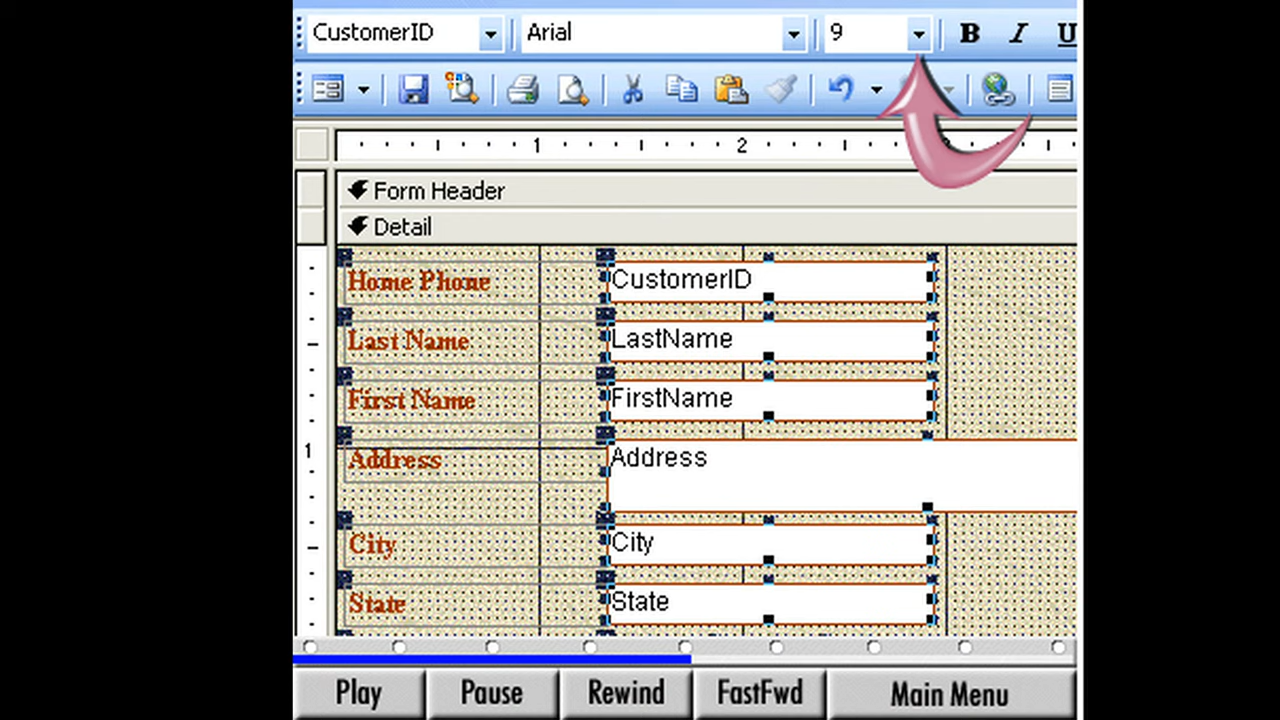 CustomerID Arial 9 B I U
1 2
Form Header
Detail
Home Phone CustomerID
Last Name LastName
First Name FirstName
1 Address Address
City City
State State
Play Pause Rewind FastFwd Main Menu